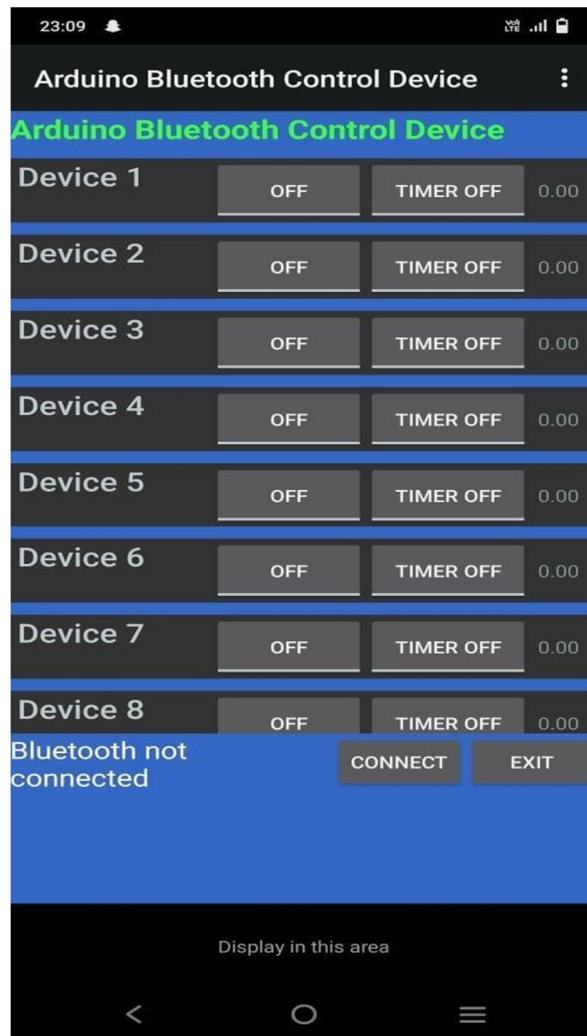 23:09 Vo) LTE
Arduino Bluetooth Control Device
Arduino Bluetooth Control Device
Device 1 OFF TIMER OFF 0.00
Device 2 OFF TIMER OFF 0.00
Device 3 OFF TIMER OFF 0.00
Device 4 OFF TIMER OFF 0.00
Device 5 OFF TIMER OFF 0.00
Device 6 OFF TIMER OFF 0.00
Device 7 OFF TIMER OFF 0.00
Device 8 OFF TIMER OFF 0.00
Bluetooth not
connected
CONNECT EXIT
Display in this area